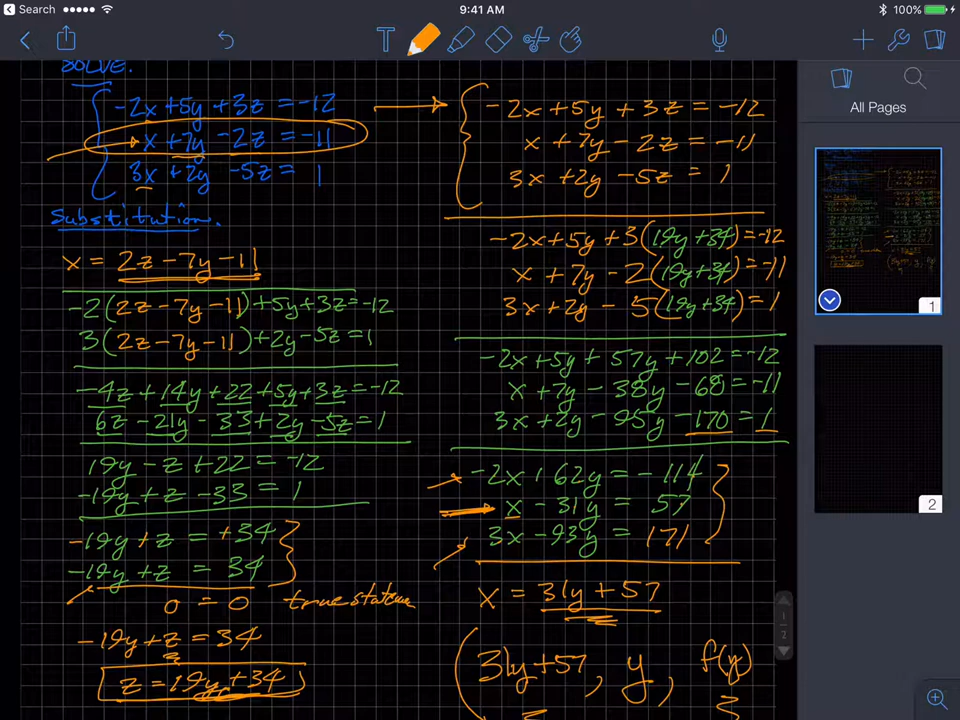 Search
9:41 AM
100%
All Pages
SOLVE.
-2x+5y+3z=-12
x+7y-2z=-11
3x+2y-5z=1
Substitution.
x = 2z-7y-11
-2(2z-7y-11)+5y+3z=-12
3(2z-7y-11)+2y-5z=1
-4z+14y+22+5y+3z=-12
6z-21y-33+2y-5z=1
19y-z+22=-12
-19y+z-33=1
-19y+z=+34
-19y+z=34
0=0 true statement
-19y+z=34
z=19y+34
-2x+5y+3z=-12
x+7y-2z=-11
3x+2y-5z=1
-2x+5y+3(19y+34)=-12
x+7y-2(19y+34)=-11
3x+2y-5(19y+34)=1
-2x+5y+57y+102=-12
x+7y-38y-68=-11
3x+2y-95y-170=1
-2x+62y=-114
x-31y=57
3x-93y=171
x=31y+57
(31y+57, y, f(y)
1
2
1/2